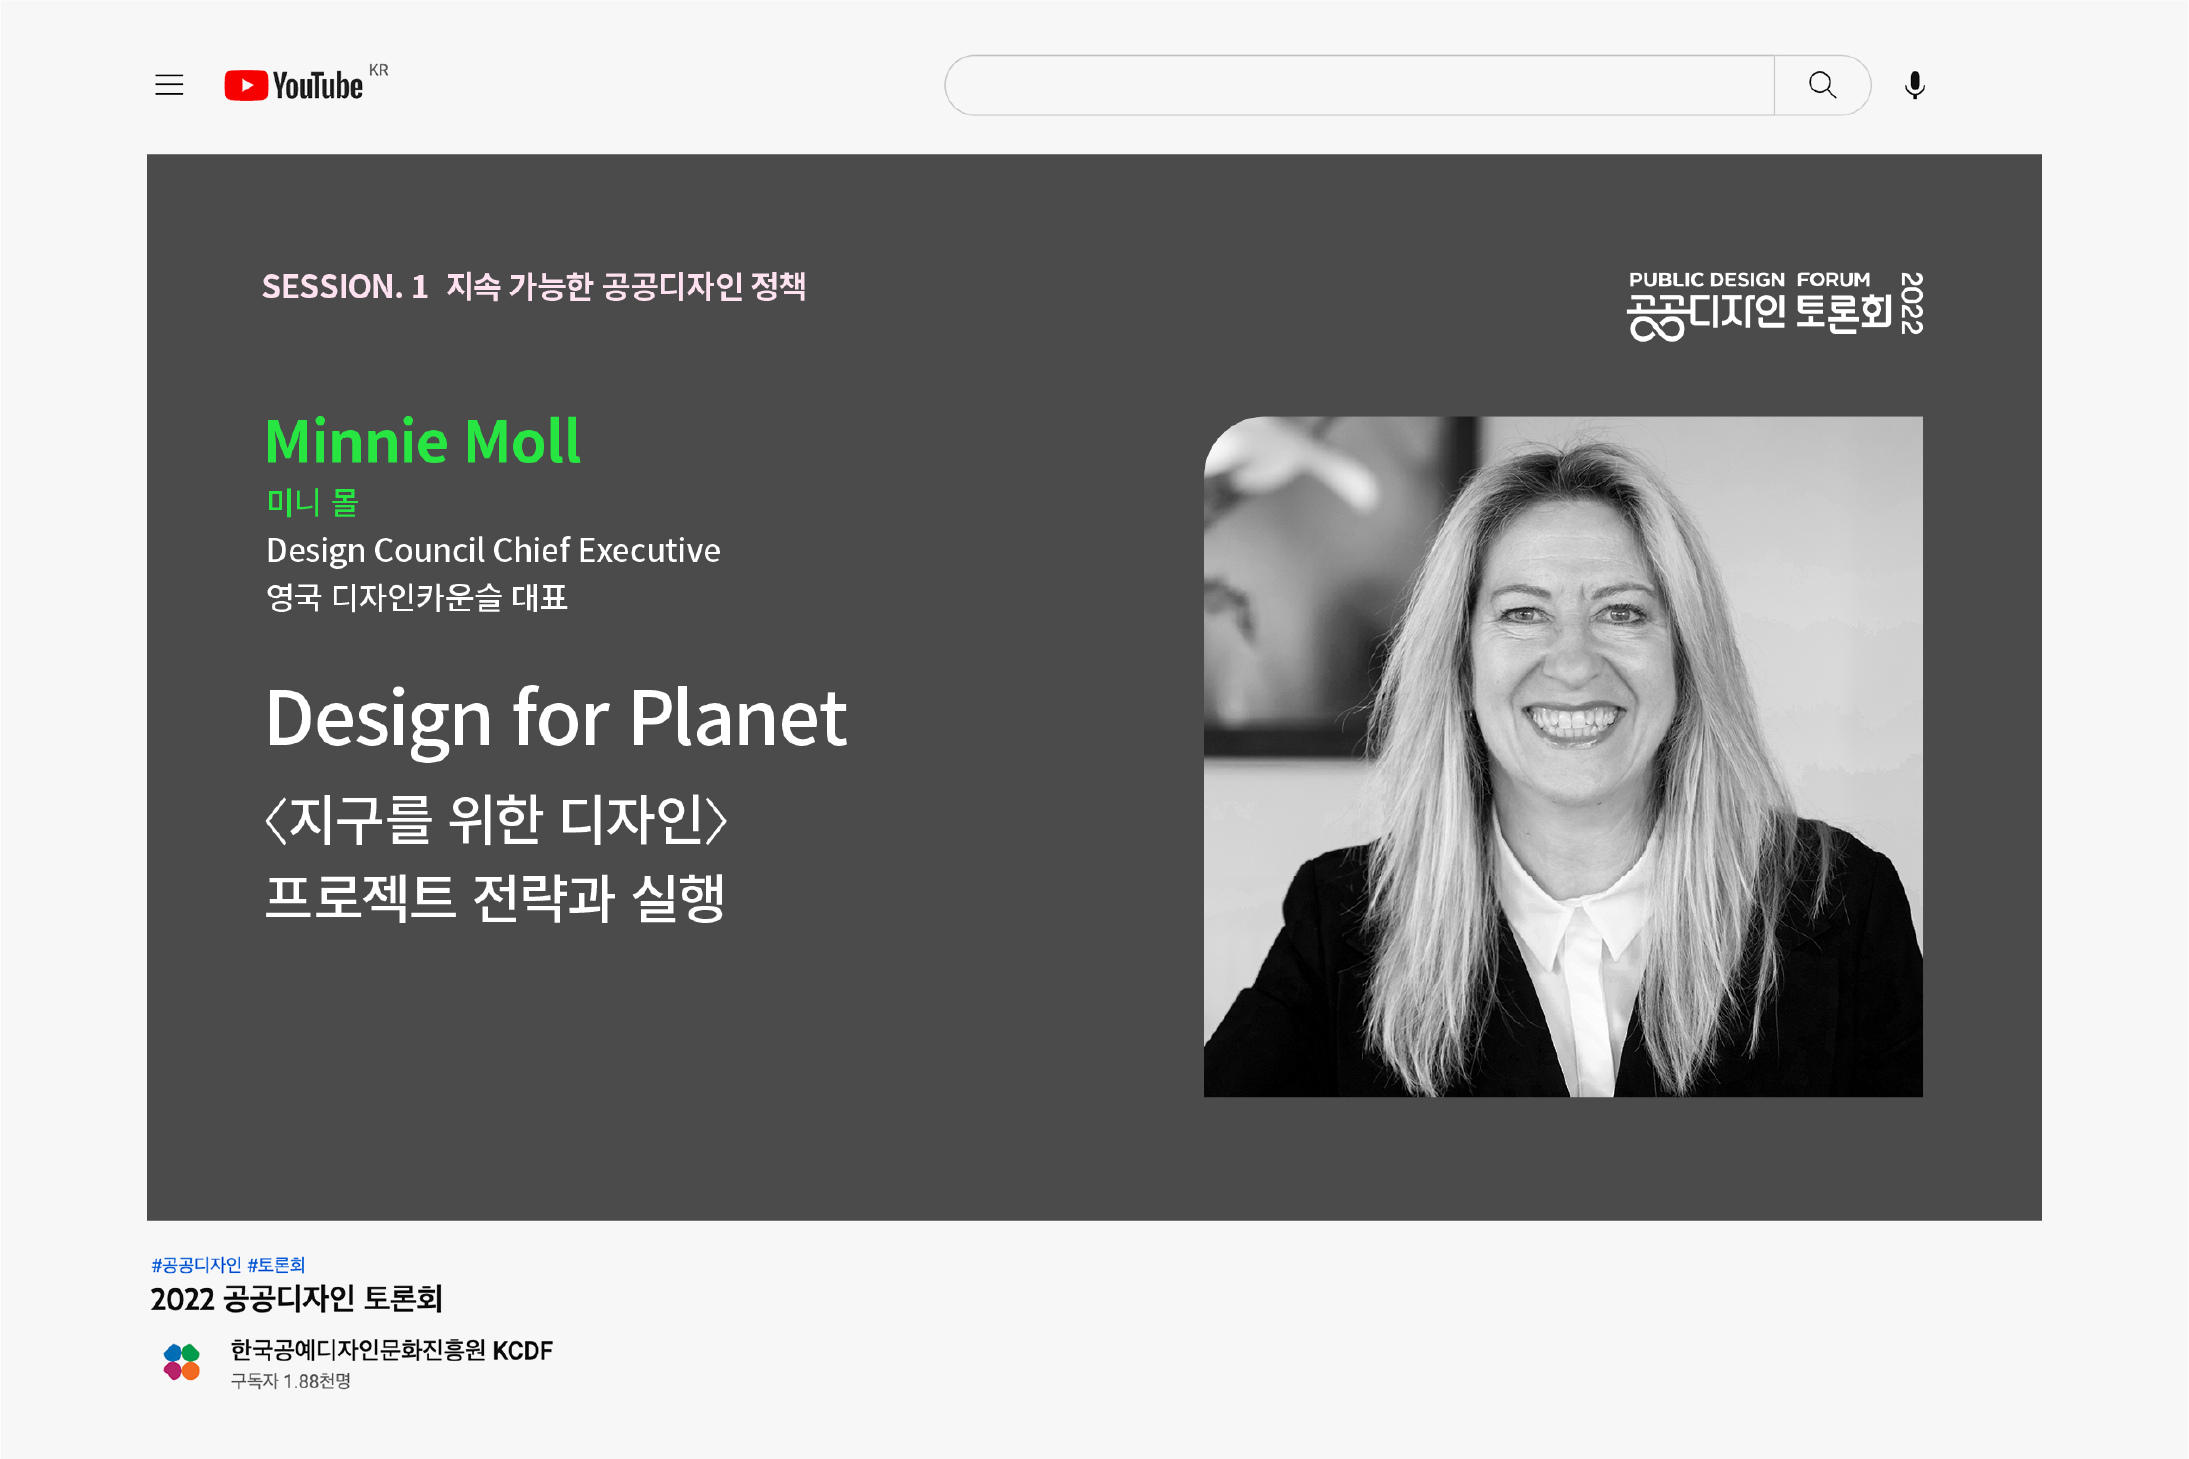 YouTube KR
SESSION. 1 지속 가능한 공공디자인 정책
PUBLIC DESIGN FORUM
공공디자인 토론회
2022
Minnie Moll
미니 몰
Design Council Chief Executive
영국 디자인카운슬 대표
Design for Planet
〈지구를 위한 디자인〉
프로젝트 전략과 실행
#공공디자인 #토론회
2022 공공디자인 토론회
한국공예디자인문화진흥원 KCDF
구독자 1.88천명